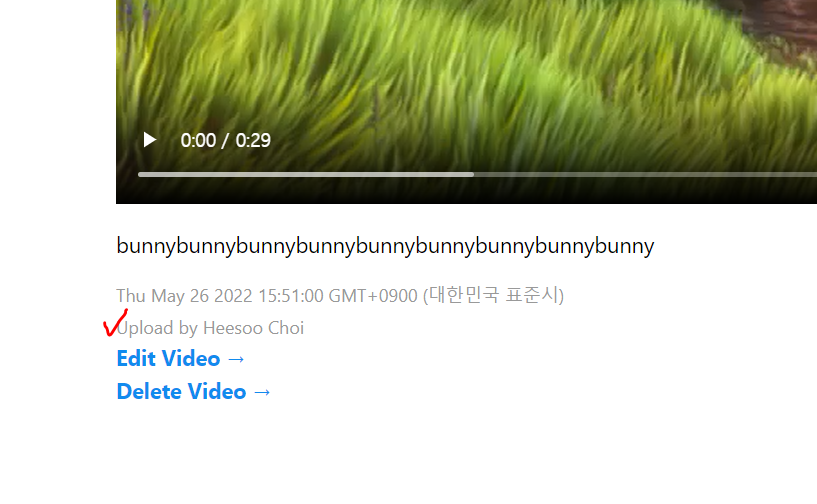 0:00 / 0:29
bunnybunnybunnybunnybunnybunnybunnybunnybunny
Thu May 26 2022 15:51:00 GMT+0900 (대한민국 표준시)
Upload by Heesoo Choi
Edit Video →
Delete Video →